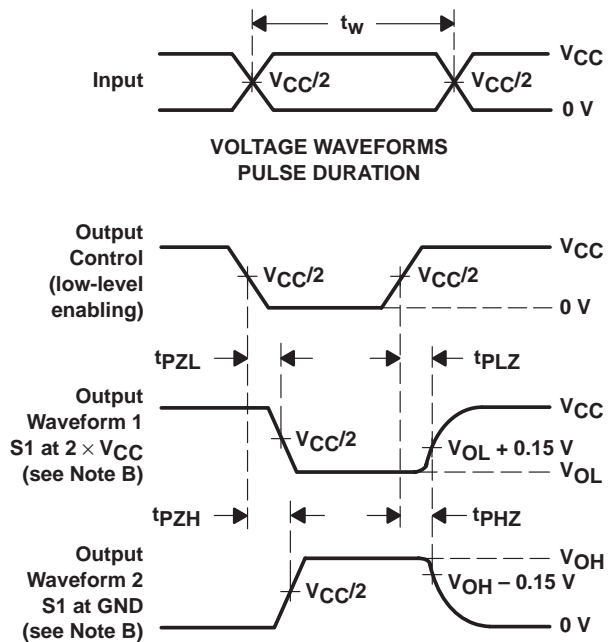 tw
VCC
Input
VCC/2
VCC/2
0 V
VOLTAGE WAVEFORMS
PULSE DURATION
Output
Control
(low-level
enabling)
VCC
VCC/2
VCC/2
0 V
tPZL
tPLZ
Output
Waveform 1
S1 at 2 × VCC
(see Note B)
VCC
VCC/2
VOL + 0.15 V
VOL
tPZH
tPHZ
Output
Waveform 2
S1 at GND
(see Note B)
VOH
VCC/2
VOH – 0.15 V
0 V